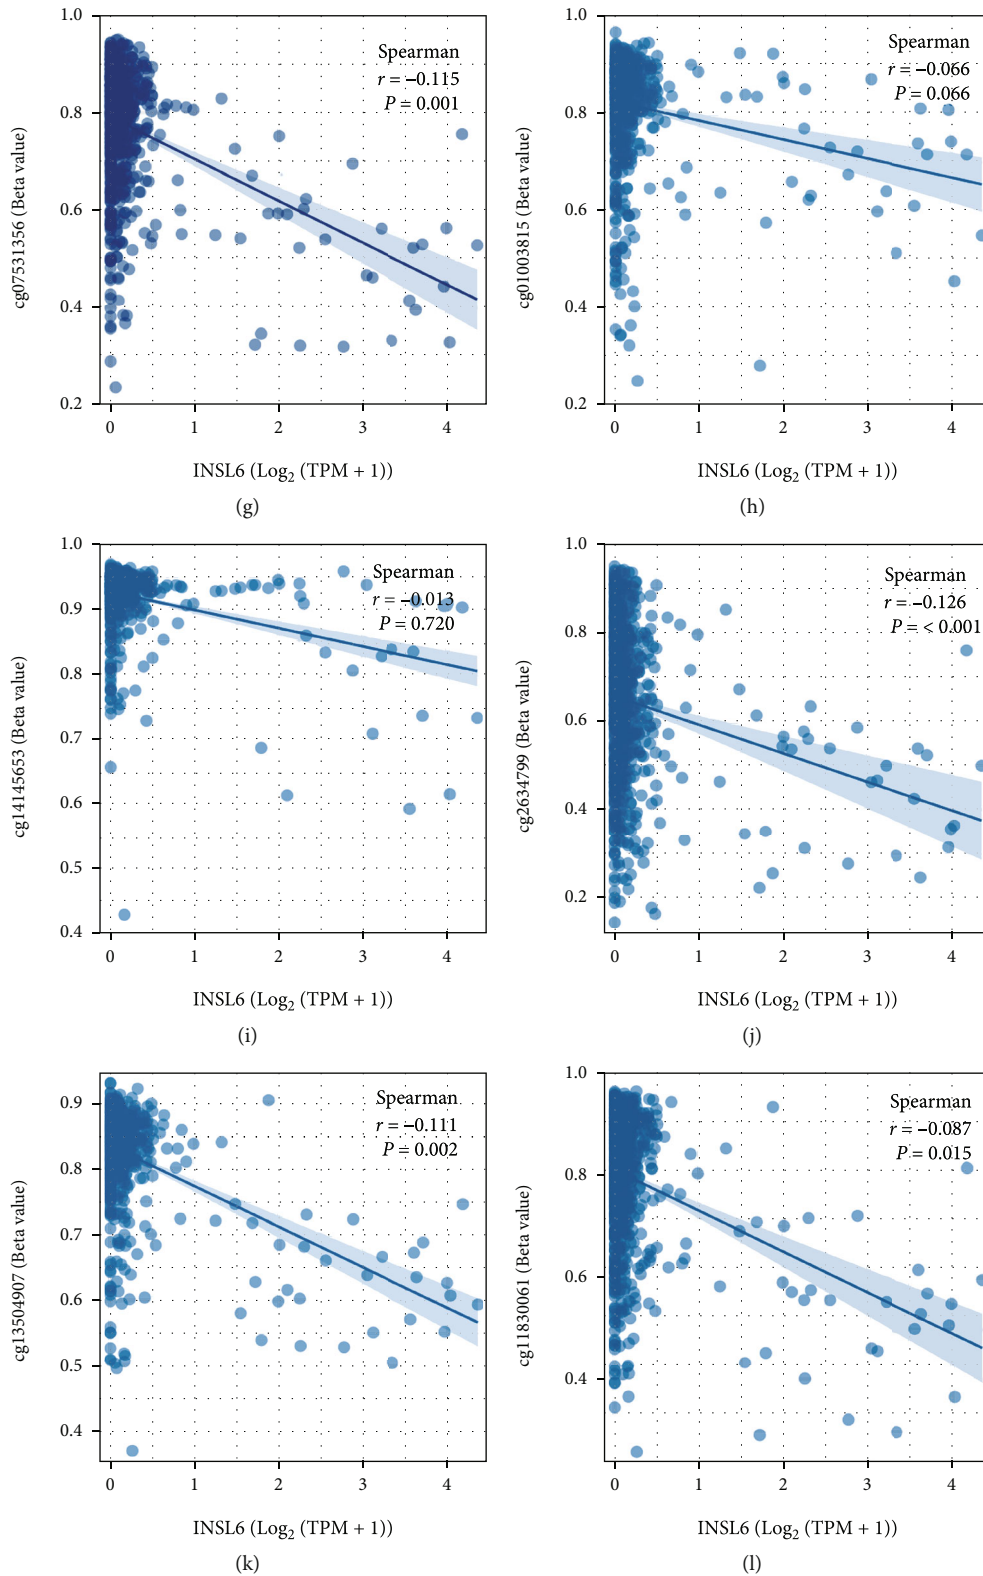 1.0
0.8
0.6
0.4
0.2
cg07531356 (Beta value)
Spearman
r = −0.115
P = 0.001
0 1 2 3 4
INSL6 (Log2 (TPM + 1))
(g)
1.0
0.8
0.6
0.4
0.2
cg01003815 (Beta value)
Spearman
r = −0.066
P = 0.066
0 1 2 3 4
INSL6 (Log2 (TPM + 1))
(h)
1.0
0.9
0.8
0.7
0.6
0.5
0.4
cg14145653 (Beta value)
Spearman
r = −0.013
P = 0.720
0 1 2 3 4
INSL6 (Log2 (TPM + 1))
(i)
1.0
0.8
0.6
0.4
0.2
cg2634799 (Beta value)
Spearman
r = −0.126
P = < 0.001
0 1 2 3 4
INSL6 (Log2 (TPM + 1))
(j)
0.9
0.8
0.7
0.6
0.5
0.4
cg13504907 (Beta value)
Spearman
r = −0.111
P = 0.002
0 1 2 3 4
INSL6 (Log2 (TPM + 1))
(k)
1.0
0.8
0.6
0.4
cg11830061 (Beta value)
Spearman
r = −0.087
P = 0.015
0 1 2 3 4
INSL6 (Log2 (TPM + 1))
(l)